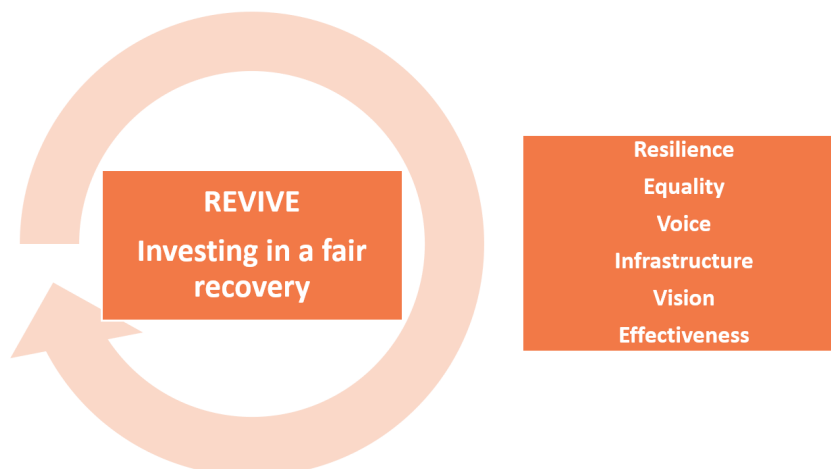 REVIVE
Investing in a fair
recovery
Resilience
Equality
Voice
Infrastructure
Vision
Effectiveness